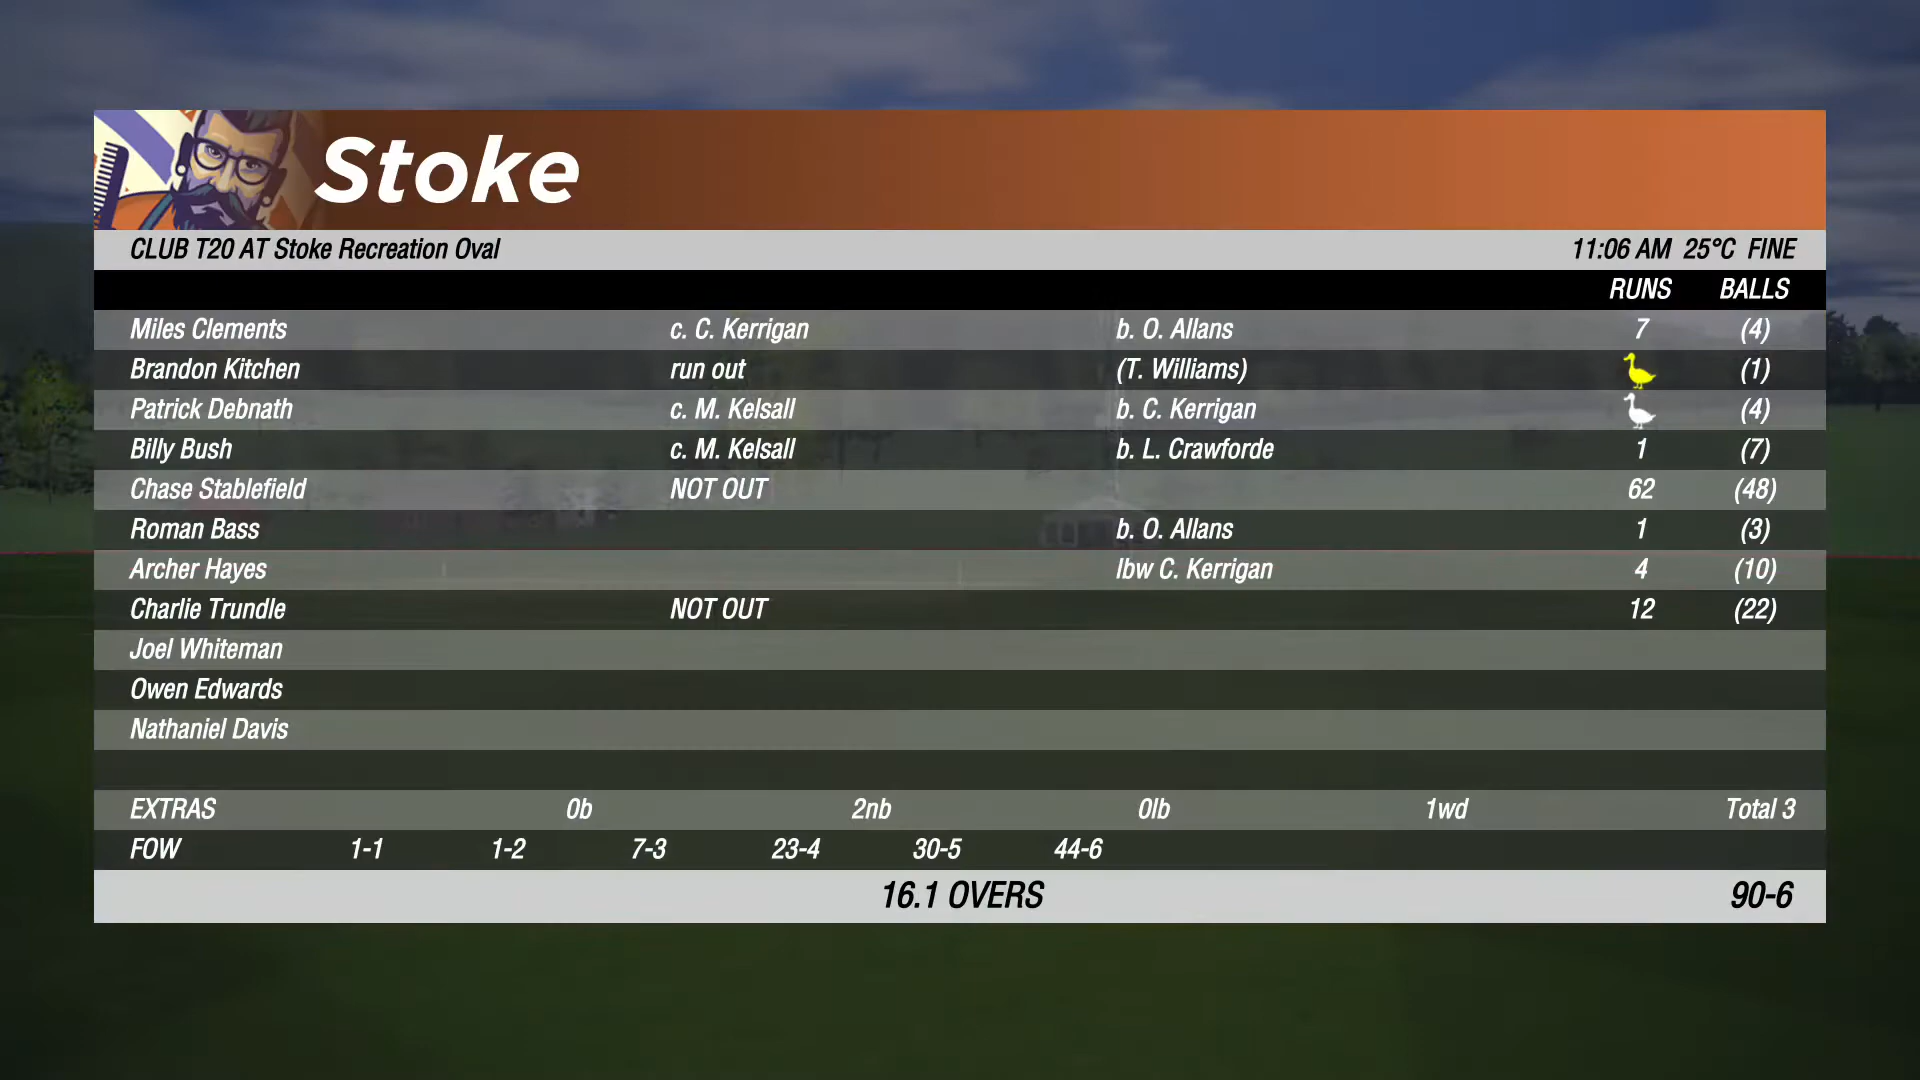 Stoke
CLUB T20 AT Stoke Recreation Oval 11:06 AM 25°C FINE
RUNS BALLS
Miles Clements c. C. Kerrigan b. O. Allans 7 (4)
Brandon Kitchen run out (T. Williams) (1)
Patrick Debnath c. M. Kelsall b. C. Kerrigan (4)
Billy Bush c. M. Kelsall b. L. Crawforde 1 (7)
Chase Stablefield NOT OUT 62 (48)
Roman Bass b. O. Allans 1 (3)
Archer Hayes lbw C. Kerrigan 4 (10)
Charlie Trundle NOT OUT 12 (22)
Joel Whiteman
Owen Edwards
Nathaniel Davis
EXTRAS 0b 2nb 0lb 1wd Total 3
FOW 1-1 1-2 7-3 23-4 30-5 44-6
16.1 OVERS 90-6